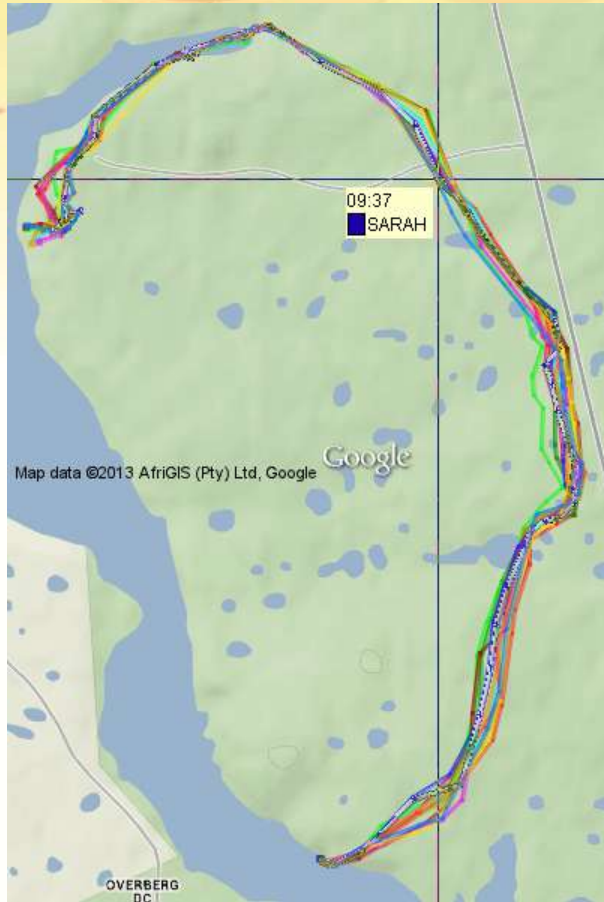 09:37
SARAH
Google
Map data ©2013 AfriGIS (Pty) Ltd, Google
OVERBERG
DC